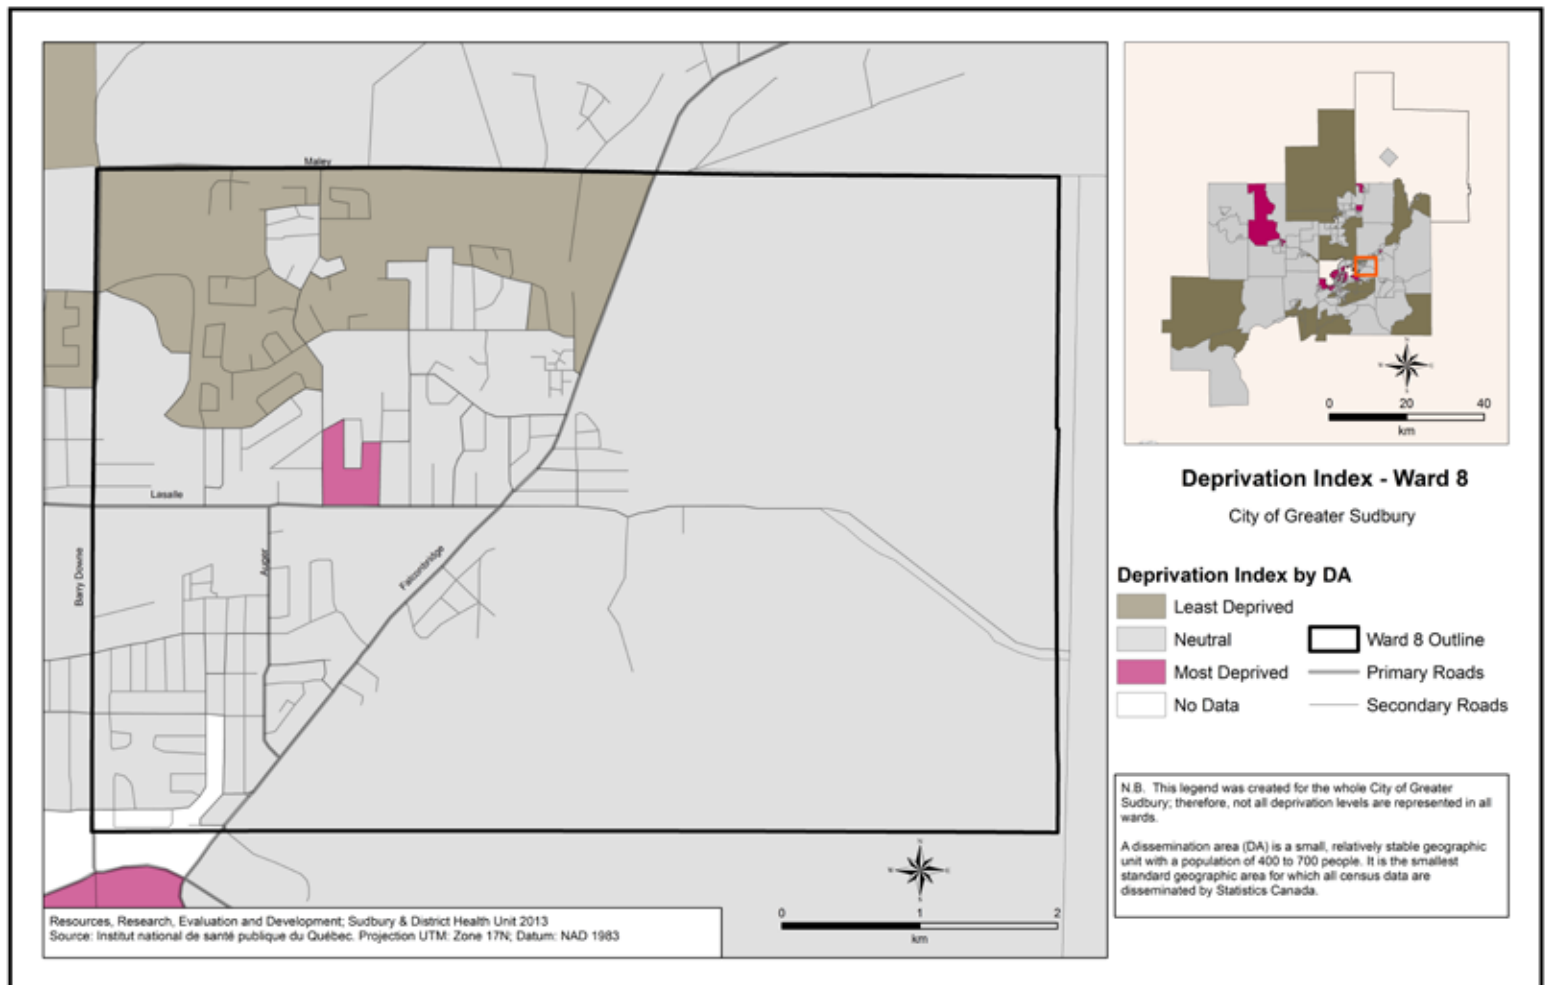 Maley
Lasalle
Barry Downe
Auger
Falconbridge
0 1 2
km
Resources, Research, Evaluation and Development; Sudbury & District Health Unit 2013
Source: Institut national de santé publique du Québec. Projection UTM: Zone 17N; Datum: NAD 1983
N
0 20 40
km
Deprivation Index - Ward 8
City of Greater Sudbury
Deprivation Index by DA
Least Deprived
Neutral
Ward 8 Outline
Most Deprived
Primary Roads
No Data
Secondary Roads
N.B. This legend was created for the whole City of Greater
Sudbury; therefore, not all deprivation levels are represented in all
wards.
A dissemination area (DA) is a small, relatively stable geographic
unit with a population of 400 to 700 people. It is the smallest
standard geographic area for which all census data are
disseminated by Statistics Canada.